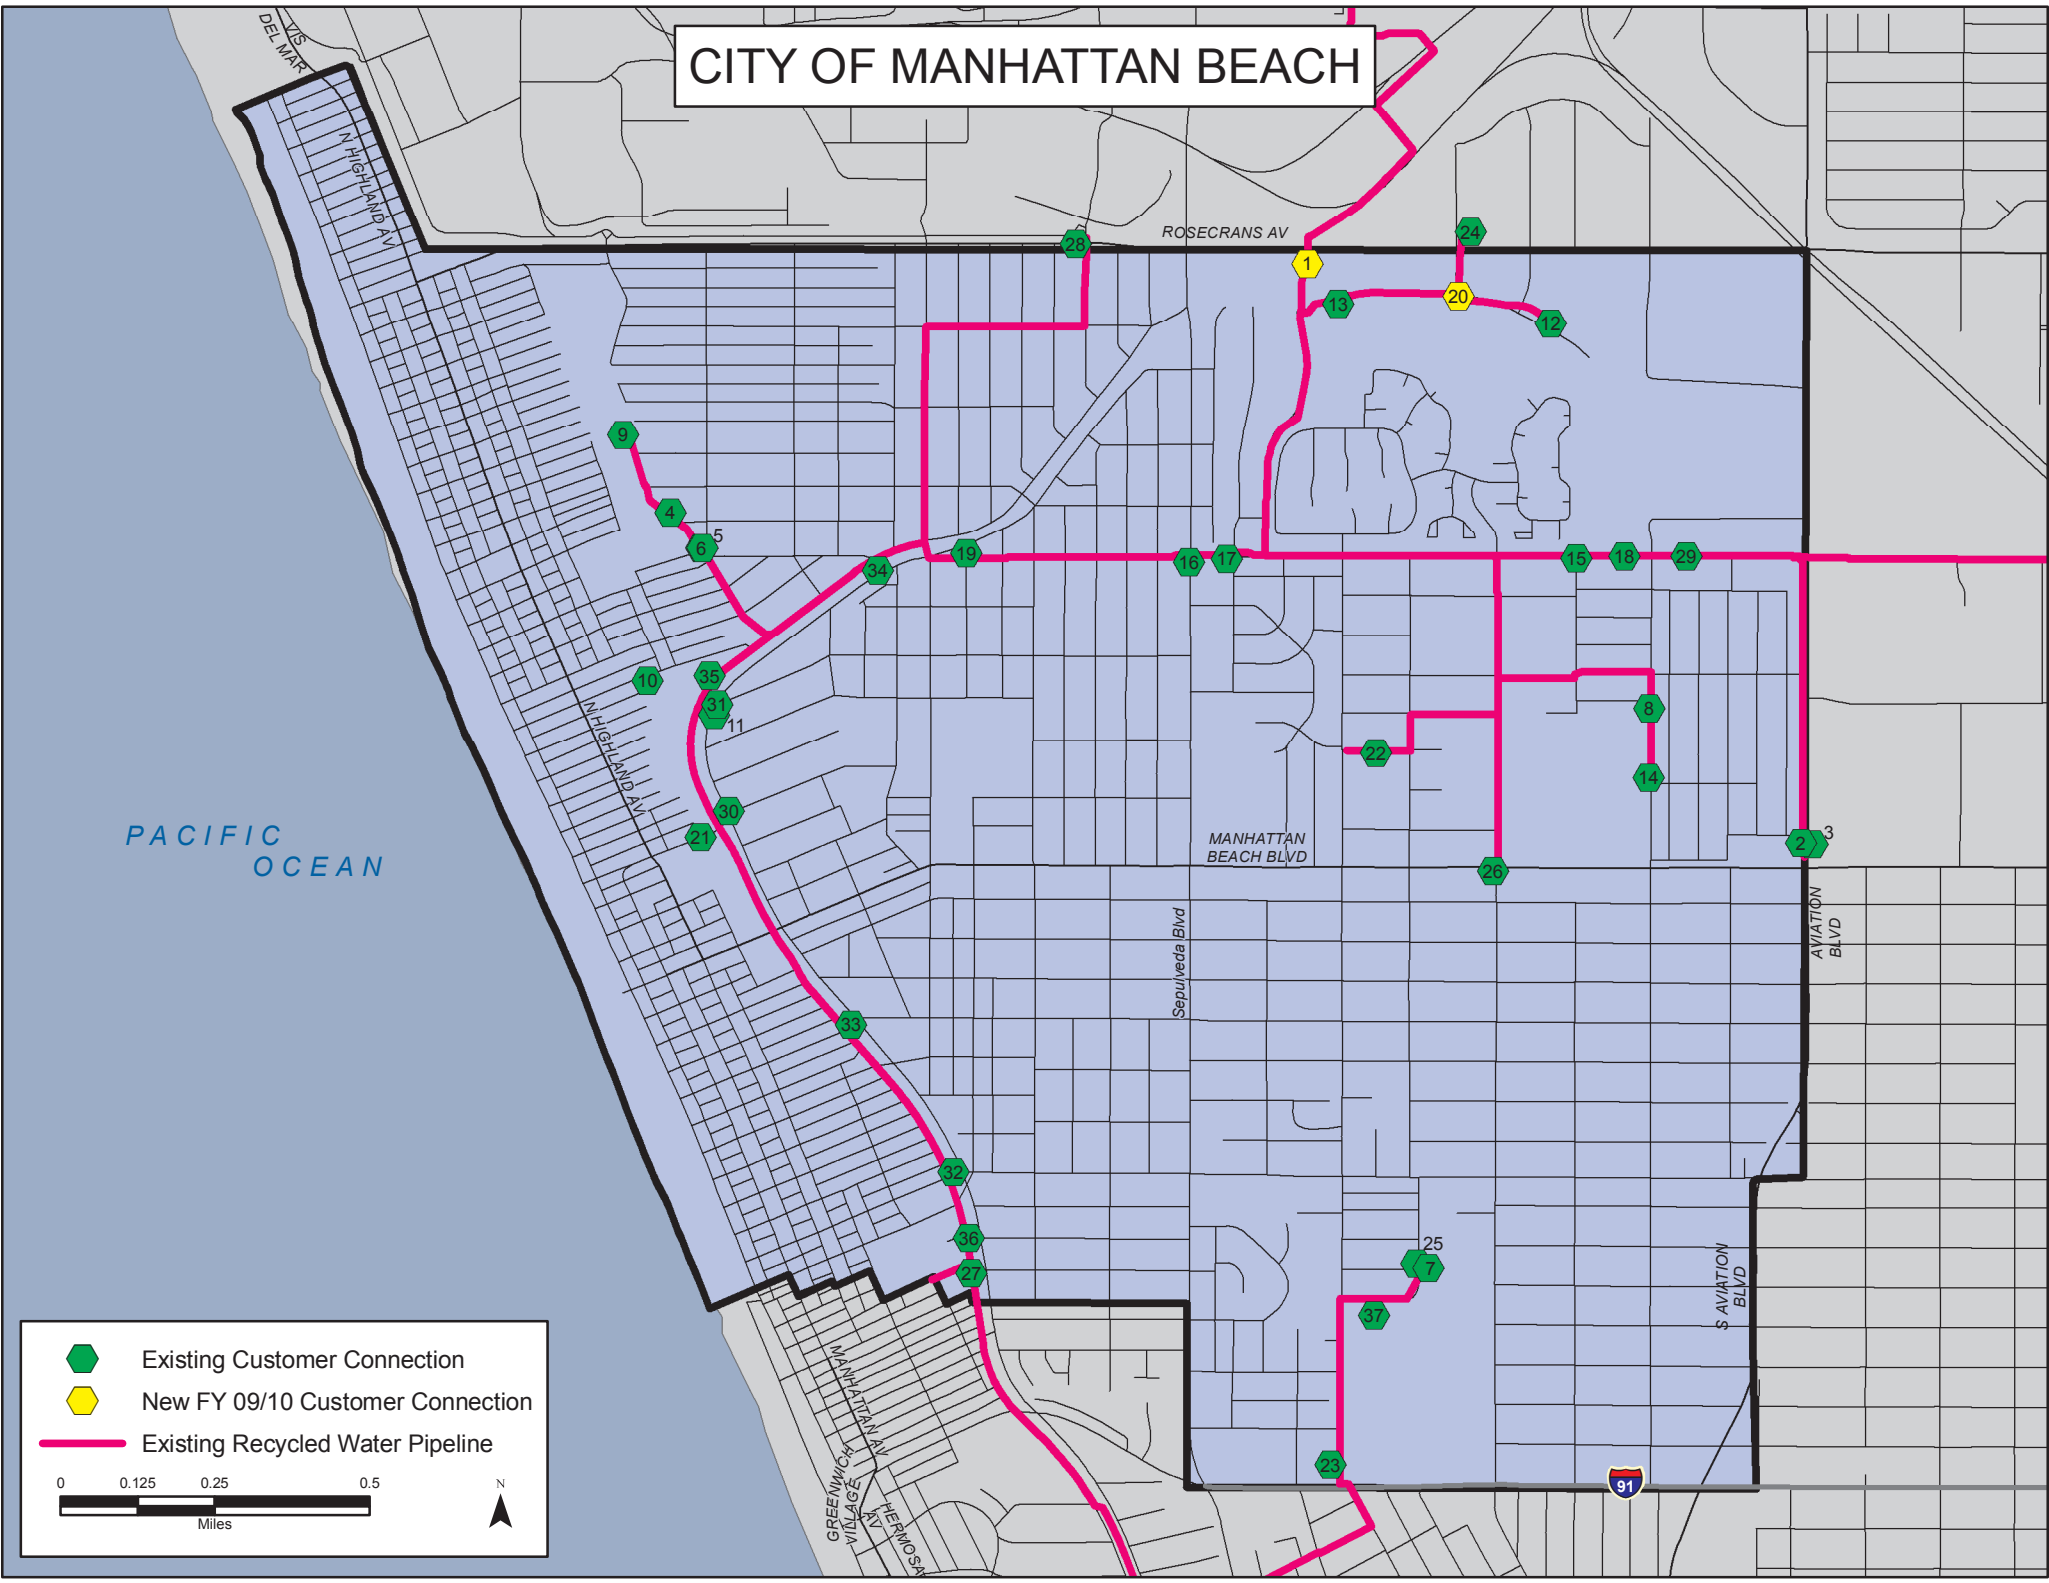 CITY OF MANHATTAN BEACH
VIS
DEL MAR
N HIGHLAND AV
ROSECRANS AV
28
24
1
20
13
12
9
4
5
6
34
19
16
17
15
18
29
10
35
31
11
N HIGHLAND AV
8
22
14
30
21
PACIFIC
OCEAN
MANHATTAN
BEACH BLVD
2
3
26
AVIATION
BLVD
Sepulveda Blvd
33
32
36
27
25
7
37
S AVIATION
BLVD
23
91
MANHATTAN AV
GREENWICH
VILLAGE
AV
HERMOSA
Existing Customer Connection
New FY 09/10 Customer Connection
Existing Recycled Water Pipeline
0 0.125 0.25 0.5
Miles
N